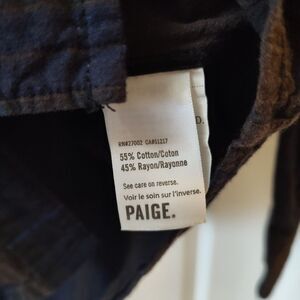 RN#27002 CA#51217
55% Cotton/Coton
45% Rayon/Rayonne
See care on reverse.
Voir le soin sur l'inverse.
PAIGE.
D.